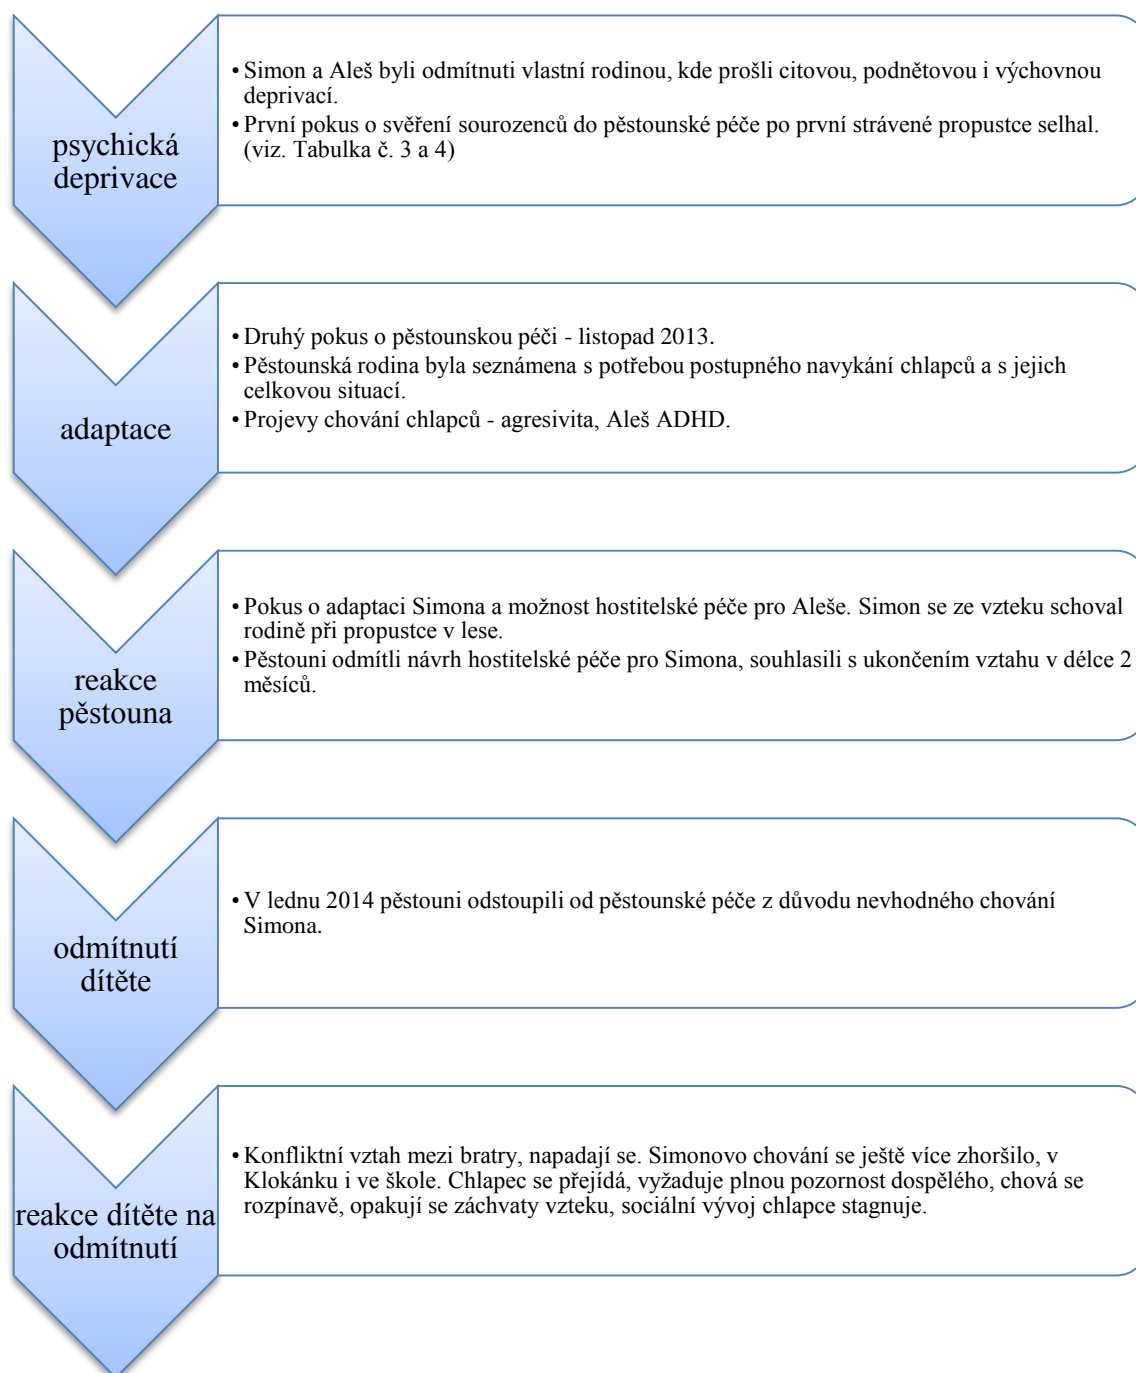 psychická
deprivace
• Simon a Aleš byli odmítnuti vlastní rodinou, kde prošli citovou, podnětovou i výchovnou
deprivací.
• První pokus o svěření sourozenců do pěstounské péče po první strávené propustce selhal.
(viz. Tabulka č. 3 a 4)
adaptace
• Druhý pokus o pěstounskou péči - listopad 2013.
• Pěstounská rodina byla seznámena s potřebou postupného navykání chlapců a s jejich
celkovou situací.
• Projevy chování chlapců - agresivita, Aleš ADHD.
reakce
pěstouna
• Pokus o adaptaci Simona a možnost hostitelské péče pro Aleše. Simon se ze vzteku schoval
rodině při propustce v lese.
• Pěstouni odmítli návrh hostitelské péče pro Simona, souhlasili s ukončením vztahu v délce 2
měsíců.
odmítnutí
dítěte
• V lednu 2014 pěstouni odstoupili od pěstounské péče z důvodu nevhodného chování
Simona.
reakce dítěte na
odmítnutí
• Konfliktní vztah mezi bratry, napadají se. Simonovo chování se ještě více zhoršilo, v
Klokánku i ve škole. Chlapec se přejídá, vyžaduje plnou pozornost dospělého, chová se
rozpínavě, opakují se záchvaty vzteku, sociální vývoj chlapce stagnuje.